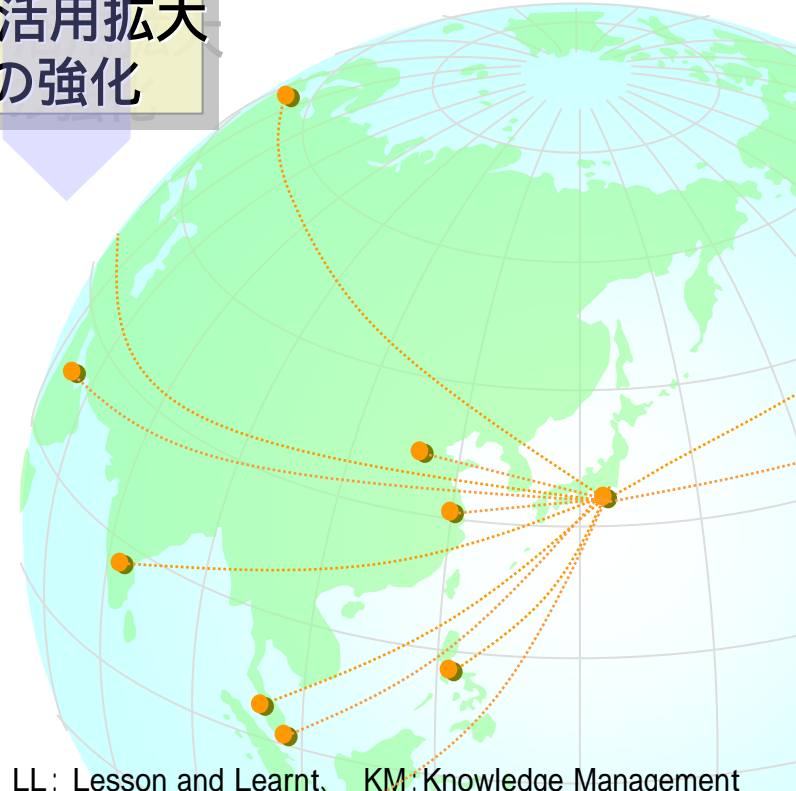 活用拡大
の強化
LL: Lesson and Learnt、 KM:Knowledge Management